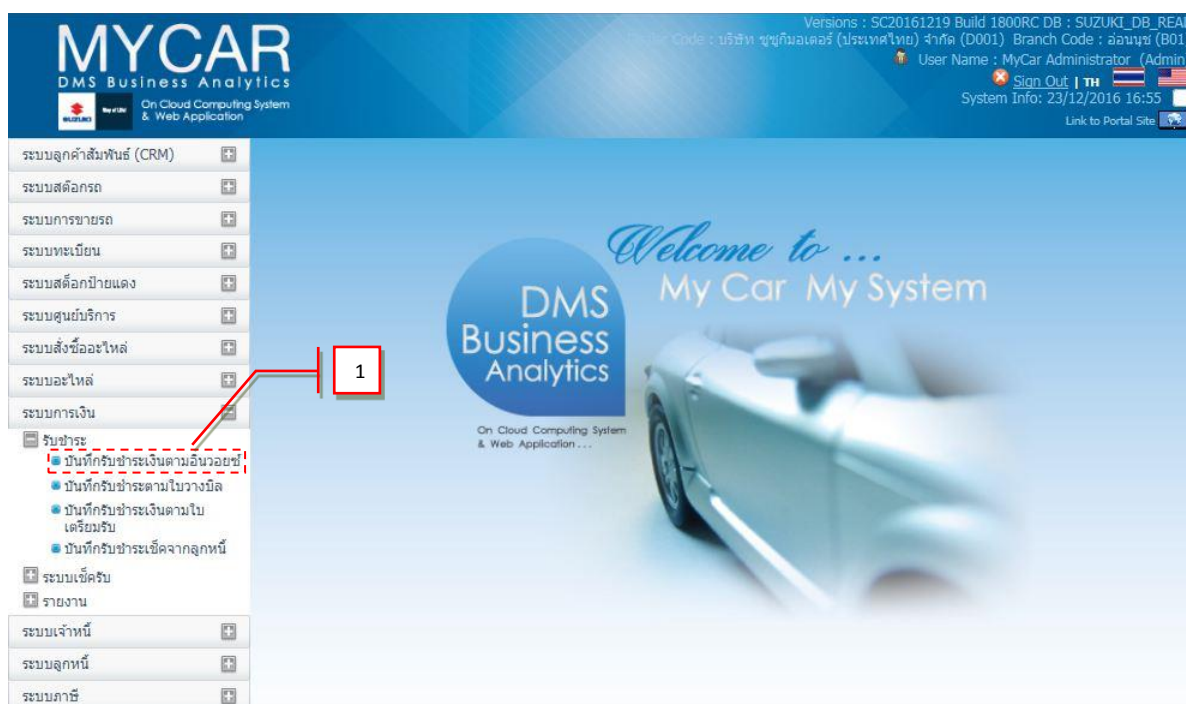 MYCAR
DMS Business Analytics
SUZUKI
Way of Life!
On Cloud Computing System
& Web Application
Versions : SC20161219 Build 1800RC DB : SUZUKI_DB_REA
Code : บริษัท ซูซูกิมอเตอร์ (ประเทศไทย) จำกัด (D001) Branch Code : อ่อนนุช (B01
User Name : MyCar Administrator (Admin
Sign Out | TH
System Info: 23/12/2016 16:55
Link to Portal Site
ระบบลูกค้าสัมพันธ์ (CRM)
ระบบสต๊อกรถ
ระบบการขายรถ
ระบบทะเบียน
ระบบสต็อกป้ายแดง
ระบบศูนย์บริการ
ระบบสั่งซื้ออะไหล่
ระบบอะไหล่
ระบบการเงิน
รับชำระ
บันทึกรับชำระเงินตามอินวอยซ์
บันทึกรับชำระตามใบวางบิล
บันทึกรับชำระเงินตามใบ
เตรียมรับ
บันทึกรับชำระเช็คจากลูกหนี้
ระบบเช็ครับ
รายงาน
ระบบเจ้าหนี้
ระบบลูกหนี้
ระบบภาษี
1
Welcome to ...
My Car My System
DMS
Business
Analytics
On Cloud Computing System
& Web Application . . .